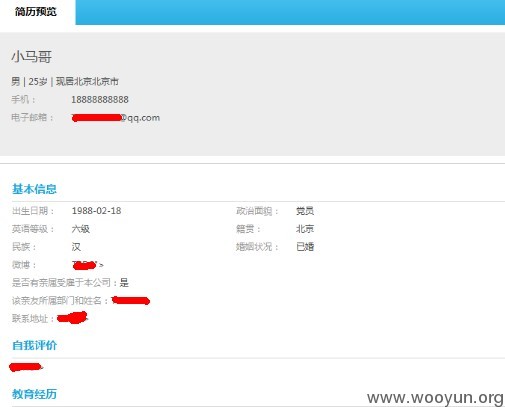 简历预览
小马哥
男 | 25岁 | 现居北京北京市
手机： 18888888888
电子邮箱： @qq.com
基本信息
出生日期： 1988-02-18 政治面貌： 党员
英语等级： 六级 籍贯： 北京
民族： 汉 婚姻状况： 已婚
微博： >
是否有亲属受雇于本公司：是
该亲友所属部门和姓名：
联系地址：
自我评价
教育经历
www.wooyun.org